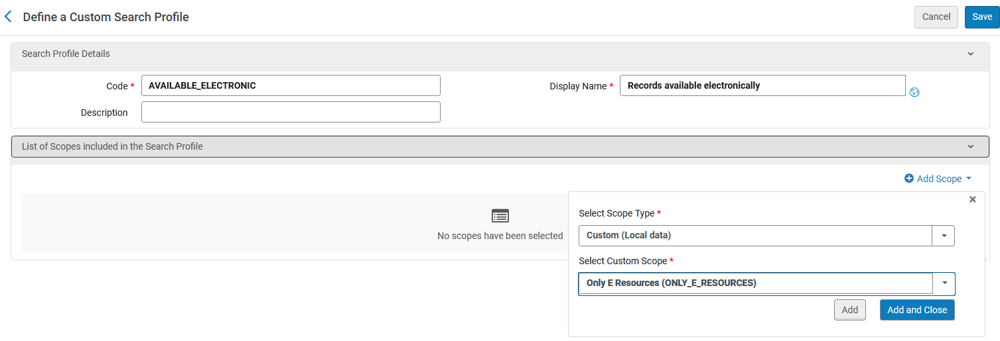 Define a Custom Search Profile
Cancel
Save
Search Profile Details
Code *
AVAILABLE_ELECTRONIC
Display Name *
Records available electronically
Description
List of Scopes included in the Search Profile
Add Scope
No scopes have been selected
Select Scope Type *
Custom (Local data)
Select Custom Scope *
Only E Resources (ONLY_E_RESOURCES)
Add
Add and Close